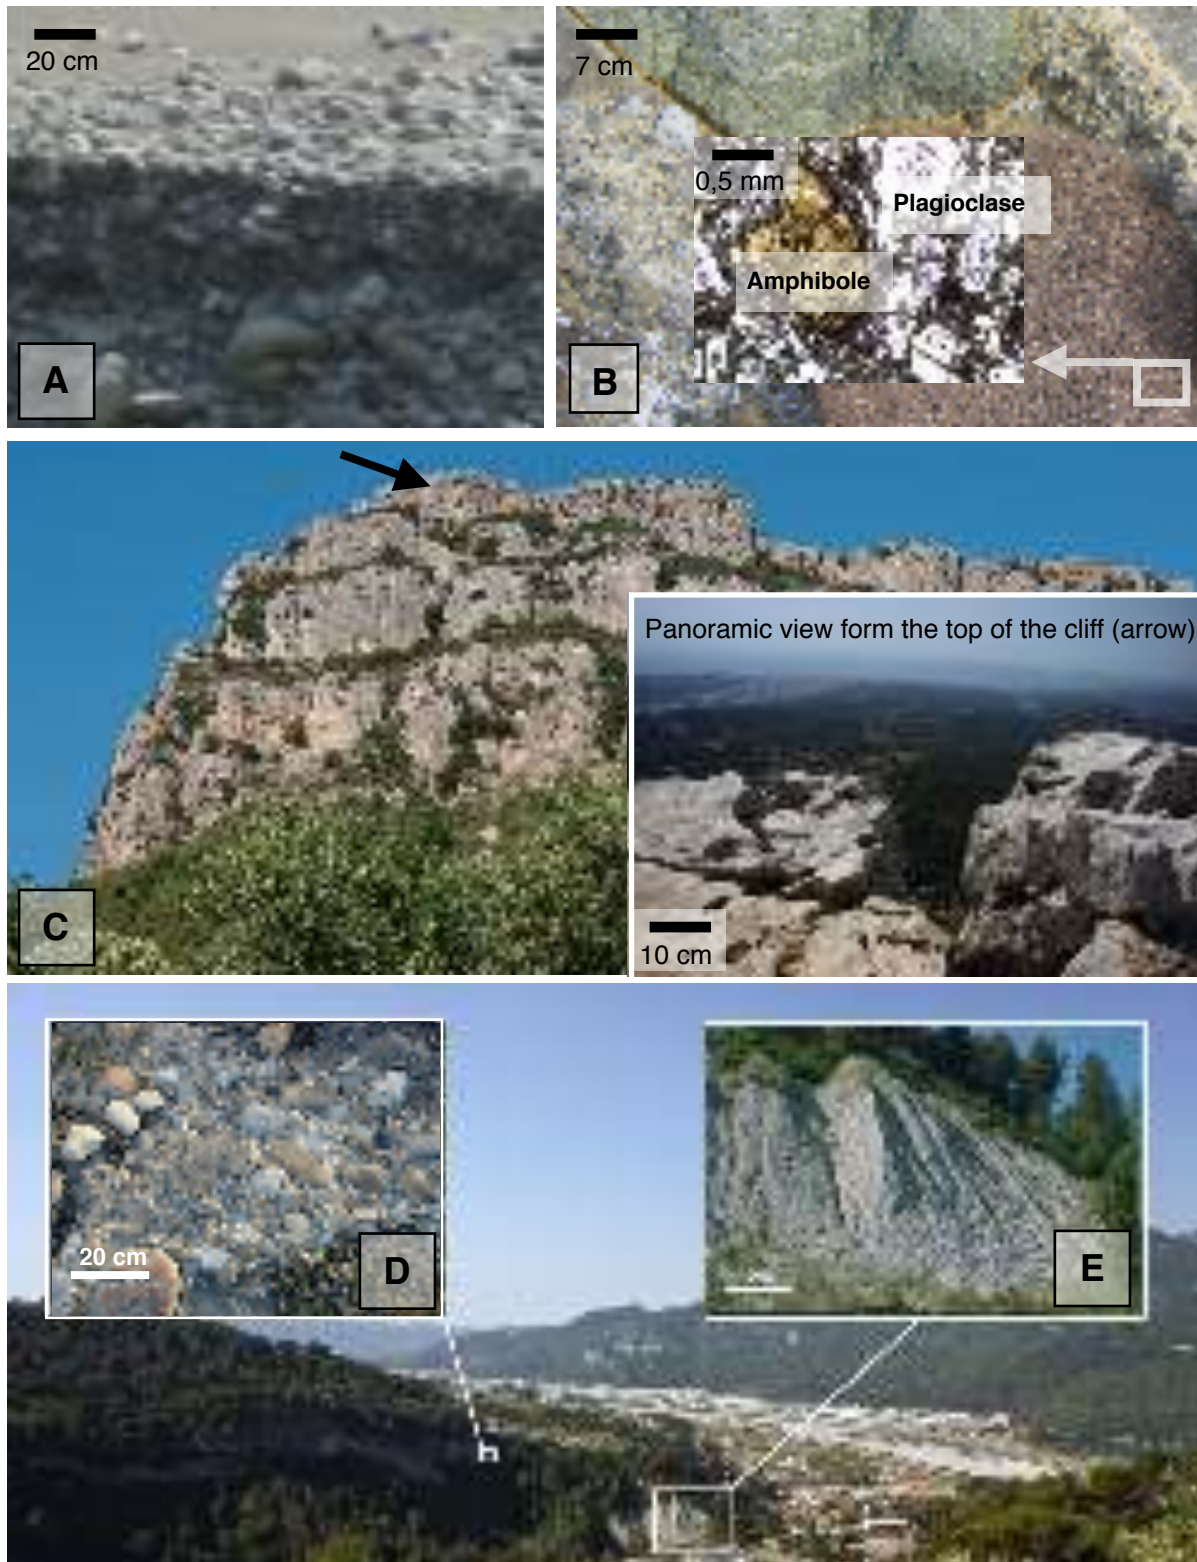 20 cm
A
7 cm
0,5 mm
Plagioclase
Amphibole
B
Panoramic view form the top of the cliff (arrow)
C
10 cm
20 cm
D
E